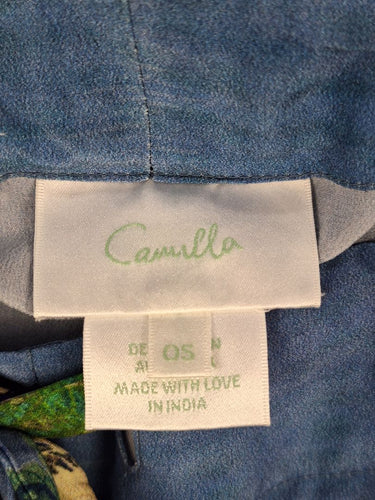 Camilla
OS
MADE WITH LOVE
IN INDIA